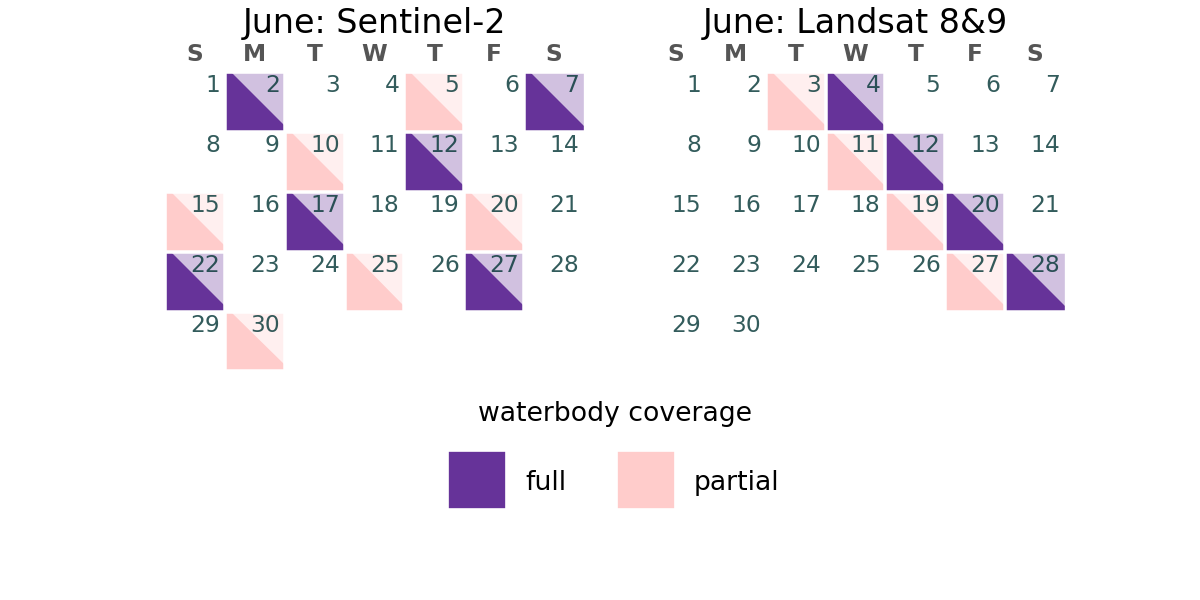 June: Sentinel-2
S M T W T F S
1 2 3 4 5 6 7
8 9 10 11 12 13 14
15 16 17 18 19 20 21
22 23 24 25 26 27 28
29 30
June: Landsat 8&9
S M T W T F S
1 2 3 4 5 6 7
8 9 10 11 12 13 14
15 16 17 18 19 20 21
22 23 24 25 26 27 28
29 30
waterbody coverage
full partial